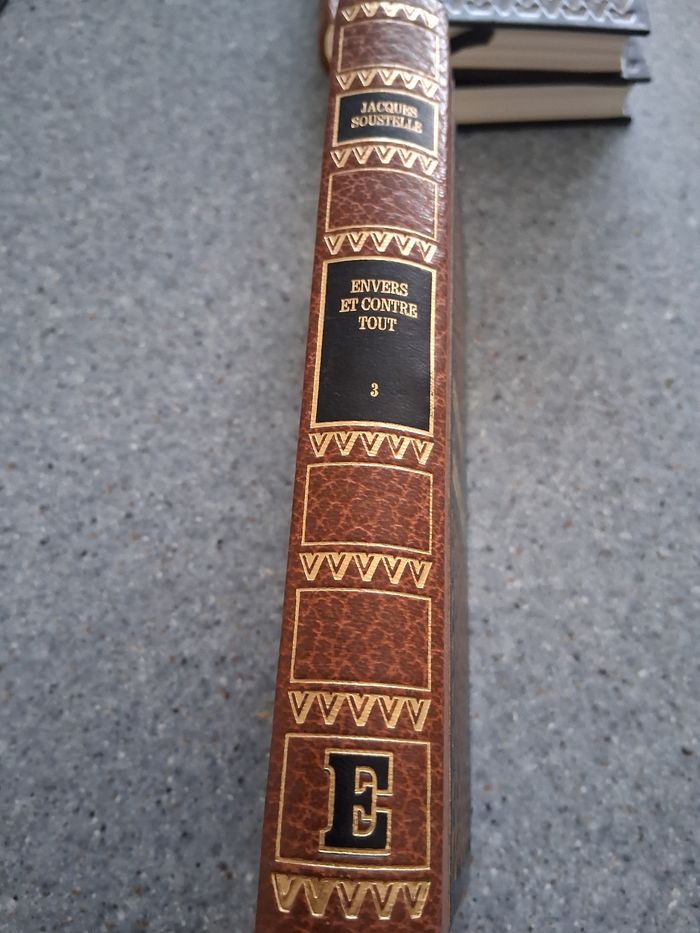 JACQUES
SOUSTELLE
ENVERS
ET CONTRE
TOUT
3
E